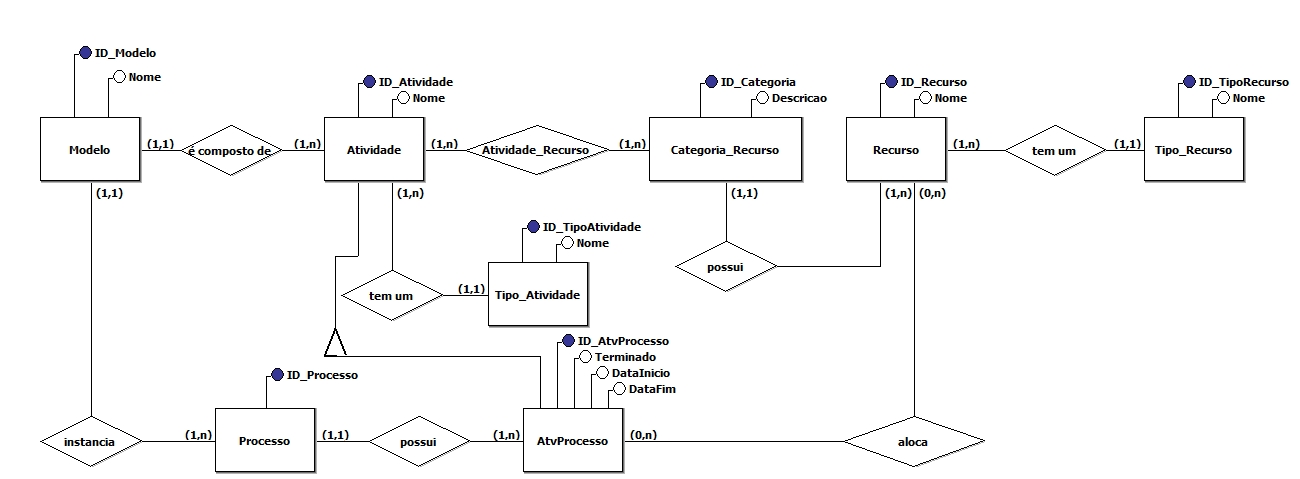 ID_Modelo
Nome
ID_Atividade
Nome
ID_Categoria
Descricao
ID_Recurso
Nome
ID_TipoRecurso
Nome
Modelo
(1,1)
é composto de
(1,n)
Atividade
(1,n)
Atividade_Recurso
(1,n)
Categoria_Recurso
Recurso
(1,n)
tem um
(1,1)
Tipo_Recurso
(1,1)
(1,n)
(1,1)
(1,n)
(0,n)
ID_TipoAtividade
Nome
possui
tem um
(1,1)
Tipo_Atividade
ID_AtvProcesso
Terminado
DataInicio
DataFim
ID_Processo
instancia
(1,n)
Processo
(1,1)
possui
(1,n)
AtvProcesso
(0,n)
aloca